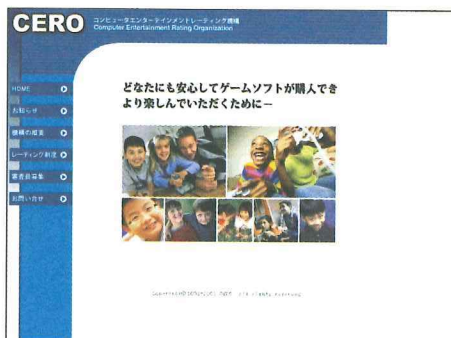 CERO
コンピュータエンターテインメントレーティング機構
Computer Entertainment Rating Organization
HOME
お知らせ
機構の概要
レーティング制度
審査員募集
お問い合せ
どなたにも安心してゲームソフトが購入でき
より楽しんでいただくために－